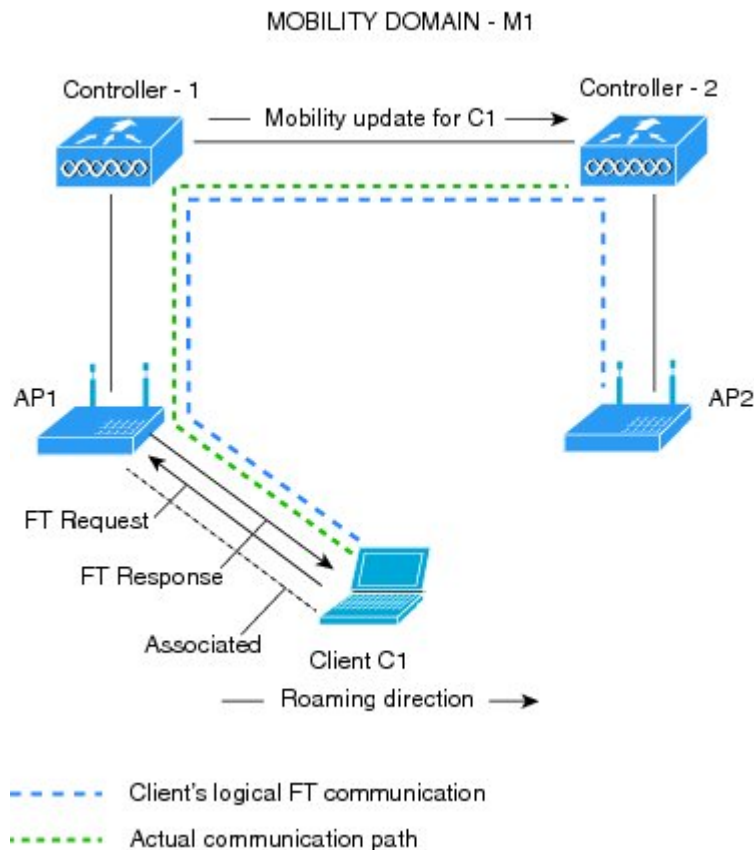 MOBILITY DOMAIN - M1
Controller - 1
Controller - 2
Mobility update for C1
AP1
AP2
FT Request
FT Response
Associated
Client C1
Roaming direction
Client's logical FT communication
Actual communication path